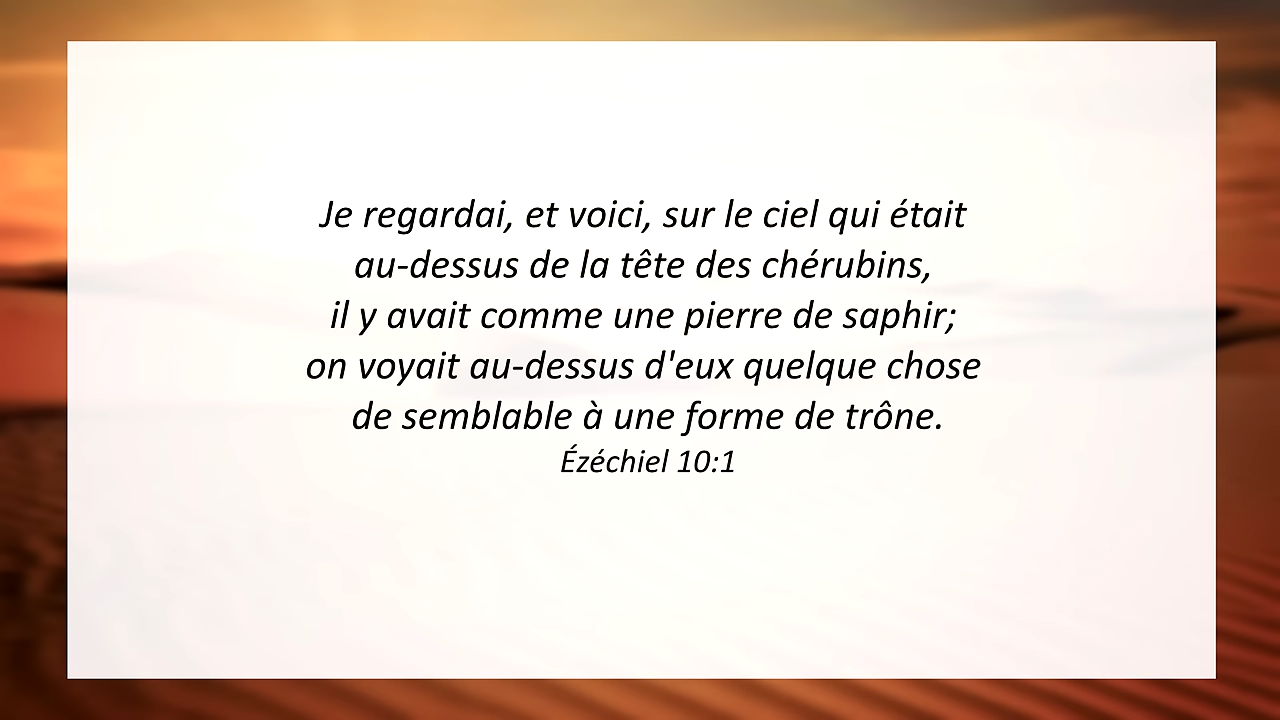 Je regardai, et voici, sur le ciel qui était
au-dessus de la tête des chérubins,
il y avait comme une pierre de saphir;
on voyait au-dessus d'eux quelque chose
de semblable à une forme de trône.
Ézéchiel 10:1